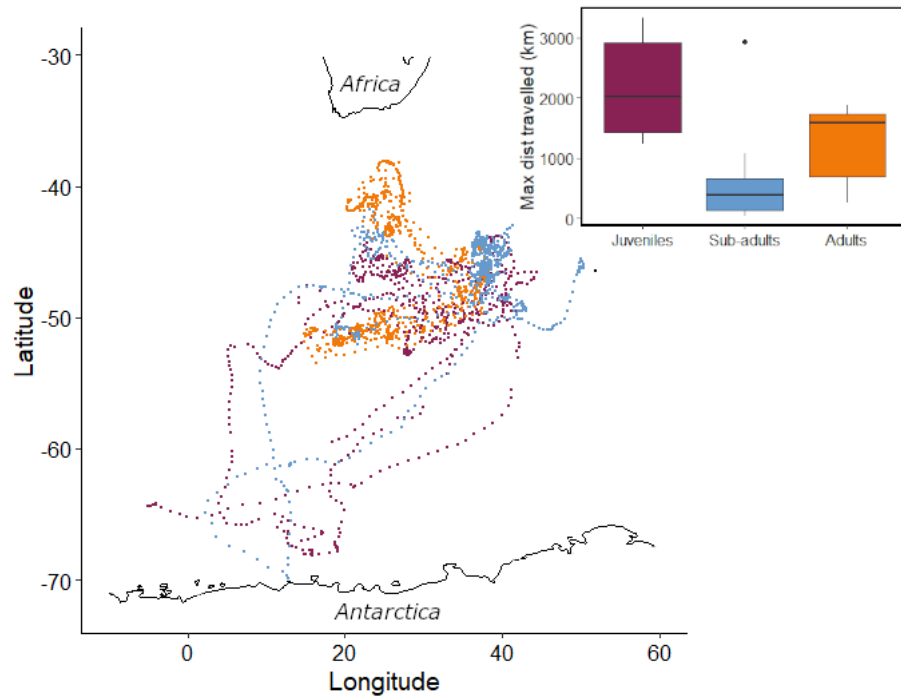 -30
-40
-50
-60
-70
Latitude
0
20
40
60
Longitude
Africa
Antarctica
3000
2000
1000
0
Max dist travelled (km)
Juveniles
Sub-adults
Adults